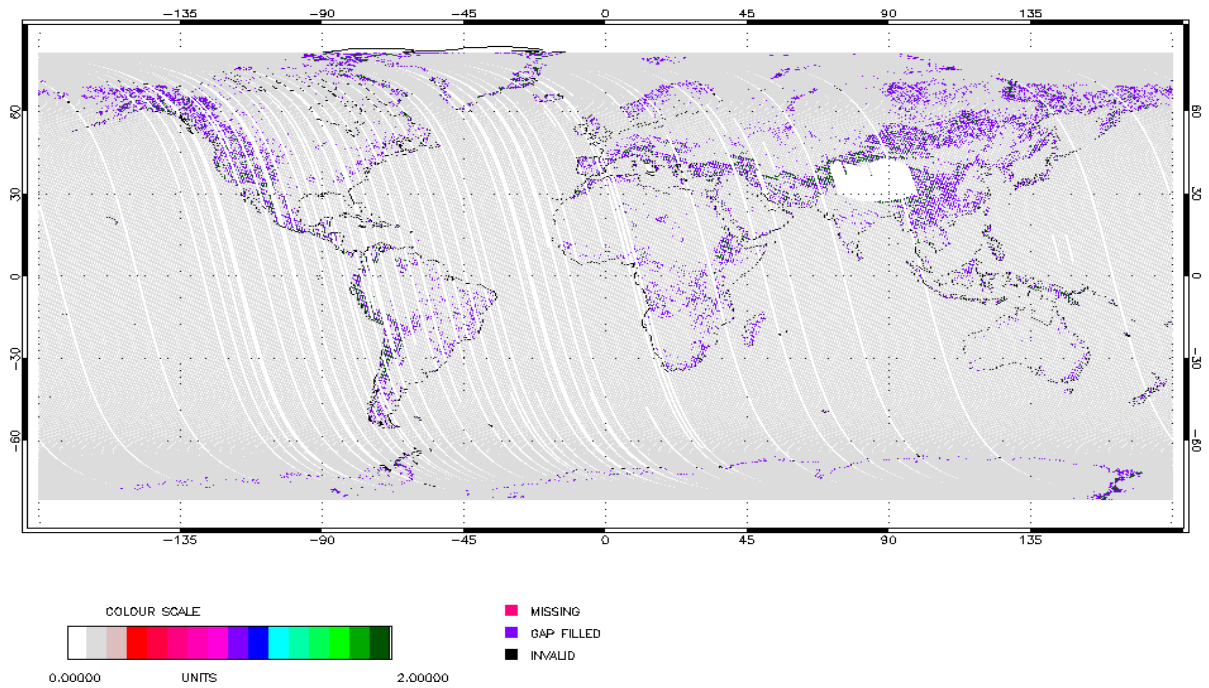 -135 -90 -45 0 45 90 135
60 60
30 30
0 0
-30 -30
-60 -60
-135 -90 -45 0 45 90 135
COLOUR SCALE
MISSING
GAP FILLED
INVALID
0.00000 UNITS 2.00000